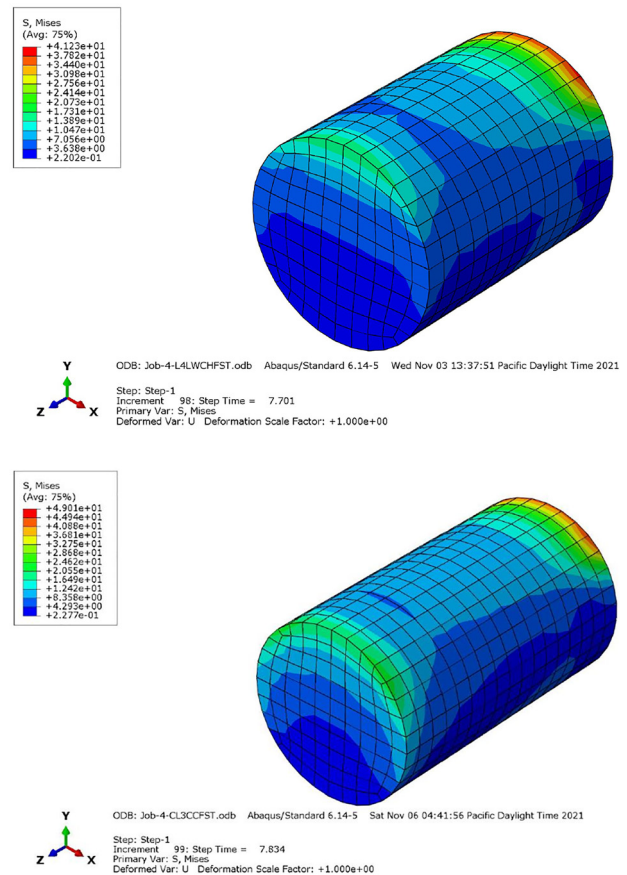 S, Mises
(Avg: 75%)
+4.123e+01
+3.782e+01
+3.440e+01
+3.098e+01
+2.756e+01
+2.414e+01
+2.073e+01
+1.731e+01
+1.389e+01
+1.047e+01
+7.056e+00
+3.638e+00
+2.202e-01
Y
Z
X
ODB: Job-4-L4LWCHFST.odb Abaqus/Standard 6.14-5 Wed Nov 03 13:37:51 Pacific Daylight Time 2021
Step: Step-1
Increment 98: Step Time = 7.701
Primary Var: S, Mises
Deformed Var: U Deformation Scale Factor: +1.000e+00
S, Mises
(Avg: 75%)
+4.901e+01
+4.494e+01
+4.088e+01
+3.681e+01
+3.275e+01
+2.868e+01
+2.462e+01
+2.055e+01
+1.649e+01
+1.242e+01
+8.358e+00
+4.293e+00
+2.277e-01
Y
Z
X
ODB: Job-4-CL3CCFST.odb Abaqus/Standard 6.14-5 Sat Nov 06 04:41:56 Pacific Daylight Time 2021
Step: Step-1
Increment 99: Step Time = 7.834
Primary Var: S, Mises
Deformed Var: U Deformation Scale Factor: +1.000e+00